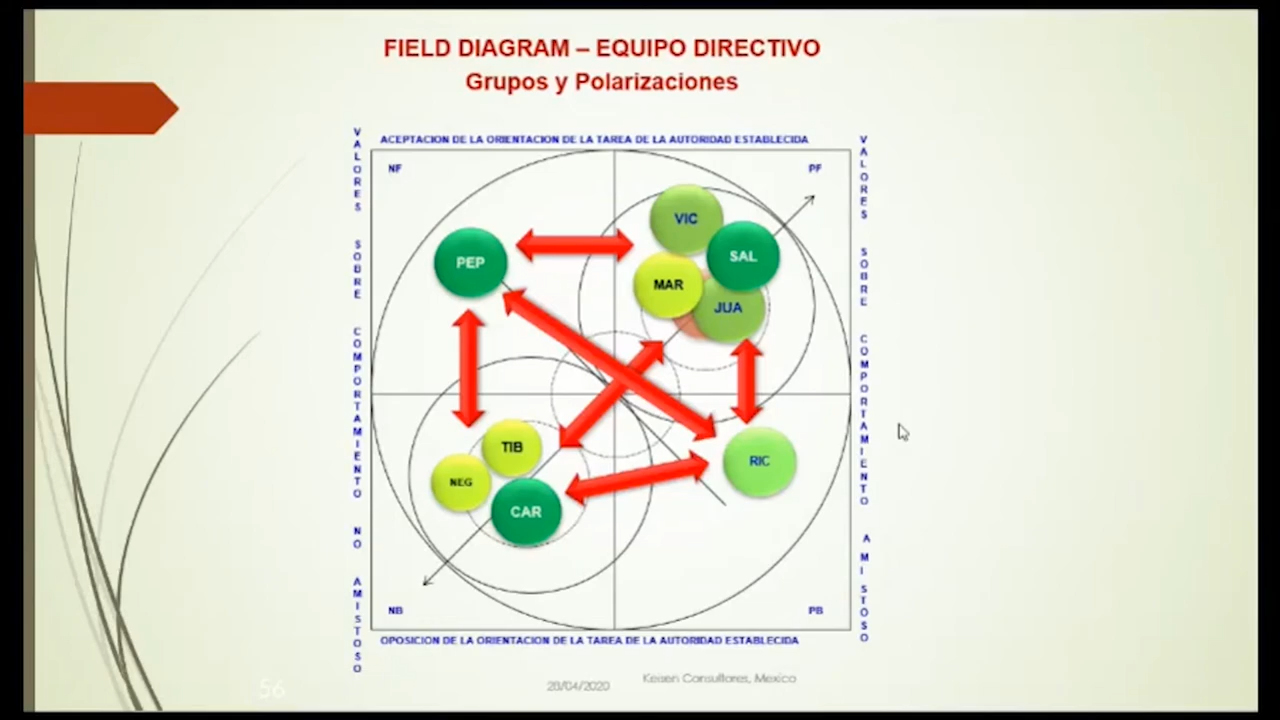 FIELD DIAGRAM – EQUIPO DIRECTIVO
Grupos y Polarizaciones
ACEPTACION DE LA ORIENTACION DE LA TAREA DE LA AUTORIDAD ESTABLECIDA
VALORES SOBRE COMPORTAMIENTO NO AMISTOSO
VALORES SOBRE COMPORTAMIENTO AMISTOSO
NF
PF
VIC
PEP
SAL
MAR
JUA
TIB
RIC
NEG
CAR
NB
PB
OPOSICION DE LA ORIENTACION DE LA TAREA DE LA AUTORIDAD ESTABLECIDA
56
28/04/2020
Keisen Consultores, Mexico